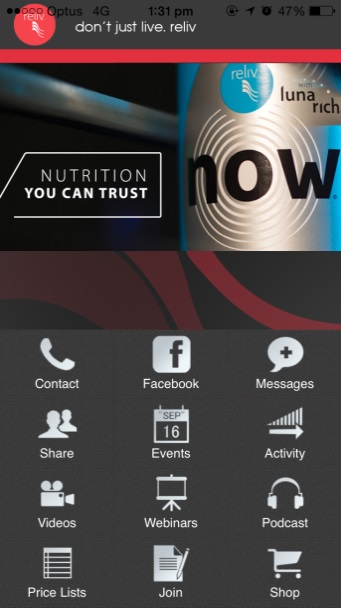 Optus 4G 1:31 pm 47%
reliv
don't just live. reliv
reliv
with
luna
rich
NUTRITION
YOU CAN TRUST
now
Contact Facebook Messages
SEP
16
Share Events Activity
Videos Webinars Podcast
Price Lists Join Shop